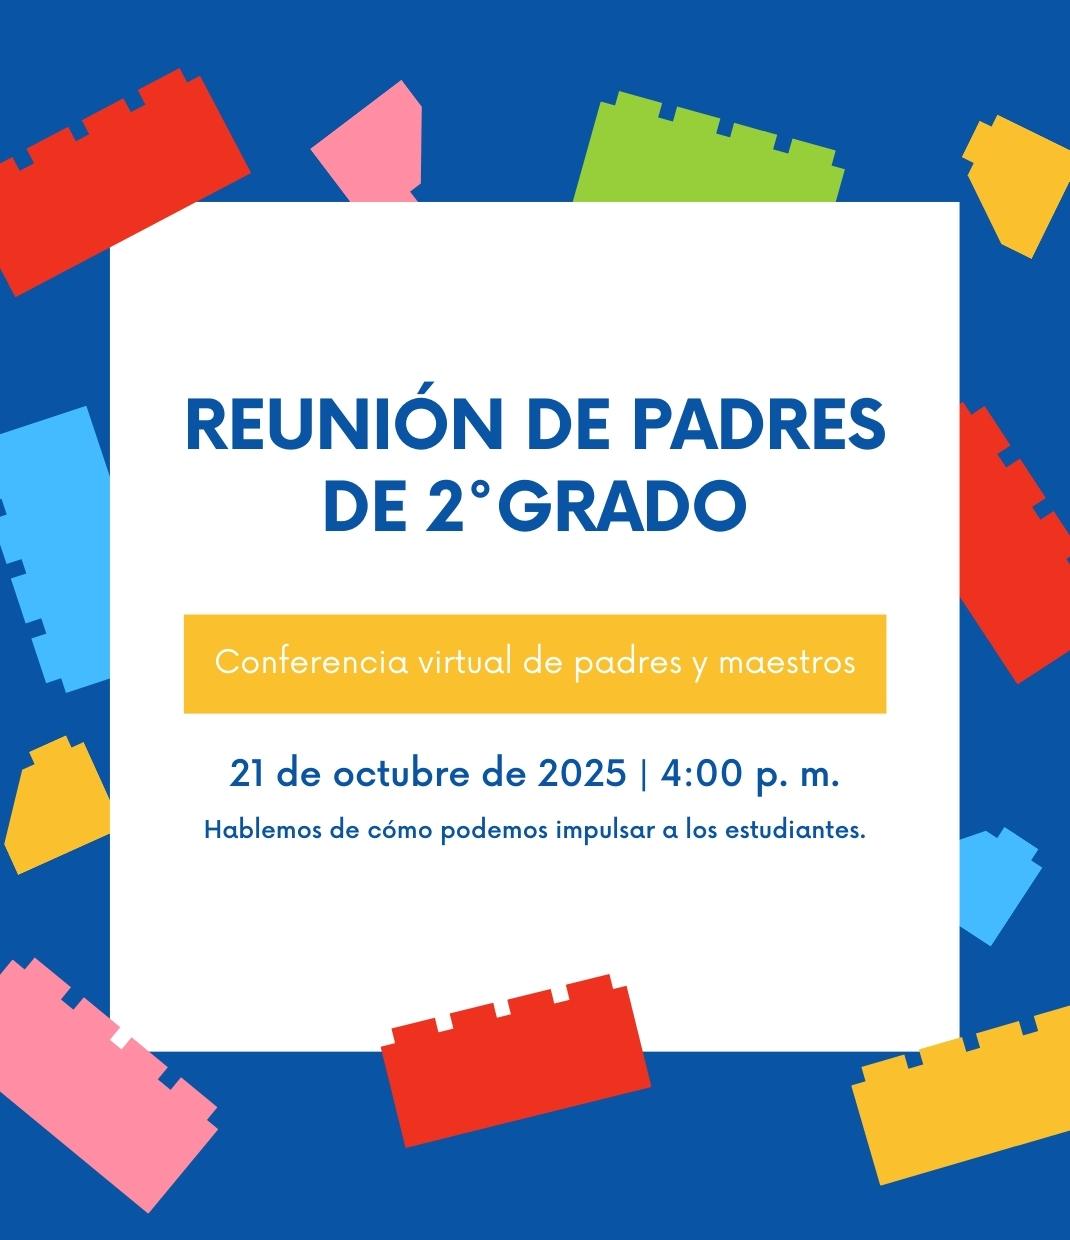 REUNIÓN DE PADRES
DE 2°GRADO
Conferencia virtual de padres y maestros
21 de octubre de 2025 | 4:00 p. m.
Hablemos de cómo podemos impulsar a los estudiantes.